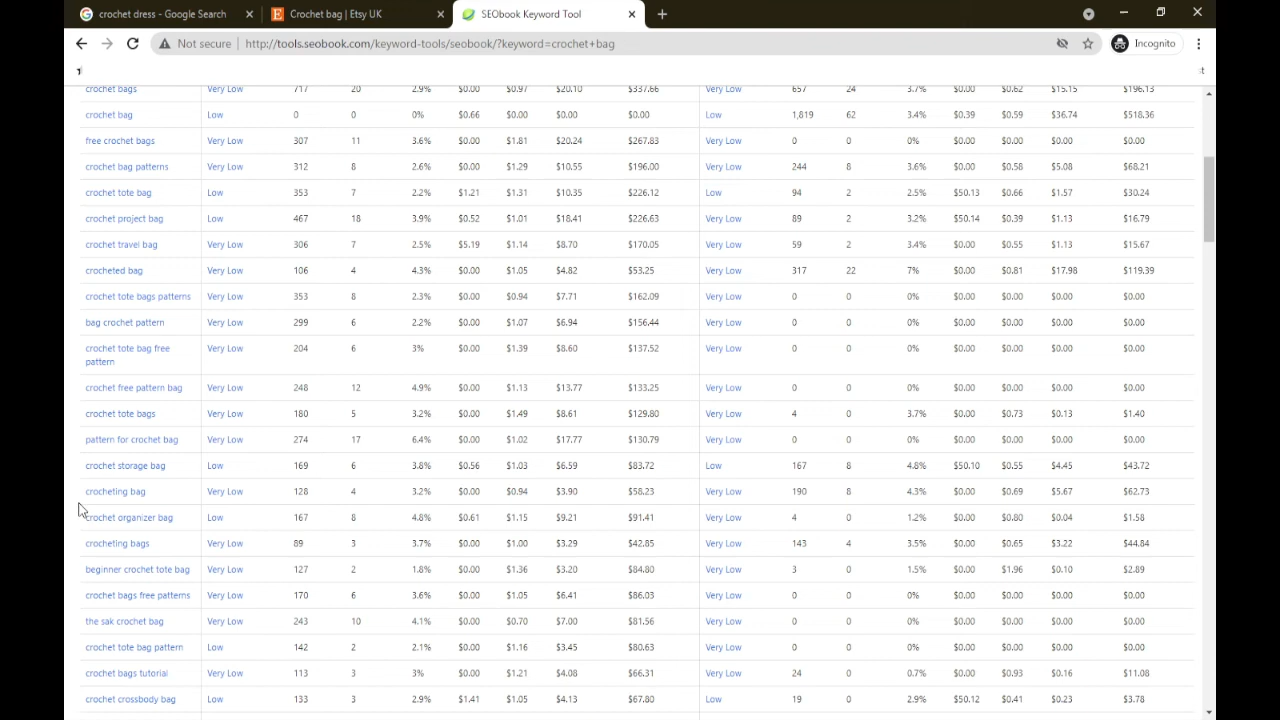 crochet dress - Google Search
Crochet bag | Etsy UK
SEObook Keyword Tool
Not secure
http://tools.seobook.com/keyword-tools/seobook/?keyword=crochet+bag
Incognito
crochet bags Very Low 717 20 2.9% $0.00 $0.97 $20.10 $337.66 Very Low 657 24 3.7% $0.00 $0.62 $15.15 $196.13
crochet bag Low 0 0 0% $0.66 $0.00 $0.00 $0.00 Low 1,819 62 3.4% $0.39 $0.59 $36.74 $518.36
free crochet bags Very Low 307 11 3.6% $0.00 $1.81 $20.24 $267.83 Very Low 0 0 0% $0.00 $0.00 $0.00 $0.00
crochet bag patterns Very Low 312 8 2.6% $0.00 $1.29 $10.55 $196.00 Very Low 244 8 3.6% $0.00 $0.58 $5.08 $68.21
crochet tote bag Low 353 7 2.2% $1.21 $1.31 $10.35 $226.12 Low 94 2 2.5% $50.13 $0.66 $1.57 $30.24
crochet project bag Low 467 18 3.9% $0.52 $1.01 $18.41 $226.63 Very Low 89 2 3.2% $50.14 $0.39 $1.13 $16.79
crochet travel bag Very Low 306 7 2.5% $5.19 $1.14 $8.70 $170.05 Very Low 59 2 3.4% $0.00 $0.55 $1.13 $15.67
crocheted bag Very Low 106 4 4.3% $0.00 $1.05 $4.82 $53.25 Very Low 317 22 7% $0.00 $0.81 $17.98 $119.39
crochet tote bags patterns Very Low 353 8 2.3% $0.00 $0.94 $7.71 $162.09 Very Low 0 0 0% $0.00 $0.00 $0.00 $0.00
bag crochet pattern Very Low 299 6 2.2% $0.00 $1.07 $6.94 $156.44 Very Low 0 0 0% $0.00 $0.00 $0.00 $0.00
crochet tote bag free Very Low 204 6 3% $0.00 $1.39 $8.60 $137.52 Very Low 0 0 0% $0.00 $0.00 $0.00 $0.00
pattern
crochet free pattern bag Very Low 248 12 4.9% $0.00 $1.13 $13.77 $133.25 Very Low 0 0 0% $0.00 $0.00 $0.00 $0.00
crochet tote bags Very Low 180 5 3.2% $0.00 $1.49 $8.61 $129.80 Very Low 4 0 3.7% $0.00 $0.73 $0.13 $1.40
pattern for crochet bag Very Low 274 17 6.4% $0.00 $1.02 $17.77 $130.79 Very Low 0 0 0% $0.00 $0.00 $0.00 $0.00
crochet storage bag Low 169 6 3.8% $0.56 $1.03 $6.59 $83.72 Low 167 8 4.8% $50.10 $0.55 $4.45 $43.72
crocheting bag Very Low 128 4 3.2% $0.00 $0.94 $3.90 $58.23 Very Low 190 8 4.3% $0.00 $0.69 $5.67 $62.73
crochet organizer bag Low 167 8 4.8% $0.61 $1.15 $9.21 $91.41 Very Low 4 0 1.2% $0.00 $0.80 $0.04 $1.58
crocheting bags Very Low 89 3 3.7% $0.00 $1.00 $3.29 $42.85 Very Low 143 4 3.5% $0.00 $0.65 $3.22 $44.84
beginner crochet tote bag Very Low 127 2 1.8% $0.00 $1.36 $3.20 $84.80 Very Low 3 0 1.5% $0.00 $1.96 $0.10 $2.89
crochet bags free patterns Very Low 170 6 3.6% $0.00 $1.05 $6.41 $86.03 Very Low 0 0 0% $0.00 $0.00 $0.00 $0.00
the sak crochet bag Very Low 243 10 4.1% $0.00 $0.70 $7.00 $81.56 Very Low 0 0 0% $0.00 $0.00 $0.00 $0.00
crochet tote bag pattern Low 142 2 2.1% $0.00 $1.16 $3.45 $80.63 Very Low 0 0 0% $0.00 $0.00 $0.00 $0.00
crochet bags tutorial Very Low 113 3 3% $0.00 $1.21 $4.08 $66.31 Very Low 24 0 0.7% $0.00 $0.93 $0.16 $11.08
crochet crossbody bag Low 133 3 2.9% $1.41 $1.05 $4.13 $67.80 Low 19 0 2.9% $50.12 $0.41 $0.23 $3.78